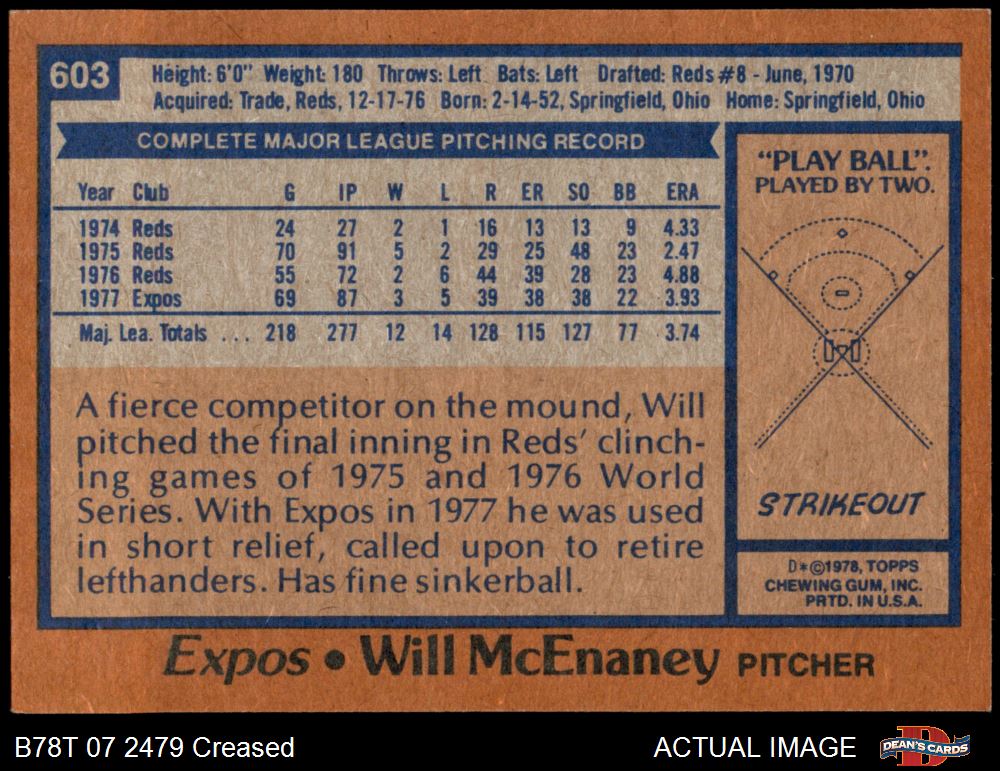 603
Height: 6'0" Weight: 180 Throws: Left Bats: Left Drafted: Reds #8 - June, 1970
Acquired: Trade, Reds, 12-17-76 Born: 2-14-52, Springfield, Ohio Home: Springfield, Ohio
COMPLETE MAJOR LEAGUE PITCHING RECORD
Year Club G IP W L R ER SO BB ERA
1974 Reds 24 27 2 1 16 13 13 9 4.33
1975 Reds 70 91 5 2 29 25 48 23 2.47
1976 Reds 55 72 2 6 44 39 28 23 4.88
1977 Expos 69 87 3 5 39 38 38 22 3.93
Maj. Lea. Totals ... 218 277 12 14 128 115 127 77 3.74
A fierce competitor on the mound, Will
pitched the final inning in Reds' clinch-
ing games of 1975 and 1976 World
Series. With Expos in 1977 he was used
in short relief, called upon to retire
lefthanders. Has fine sinkerball.
"PLAY BALL".
PLAYED BY TWO.
STRIKEOUT
D*©1978, TOPPS
CHEWING GUM, INC.
PRTD. IN U.S.A.
Expos • Will McEnaney PITCHER
B78T 07 2479 Creased
ACTUAL IMAGE
DEAN'S CARDS